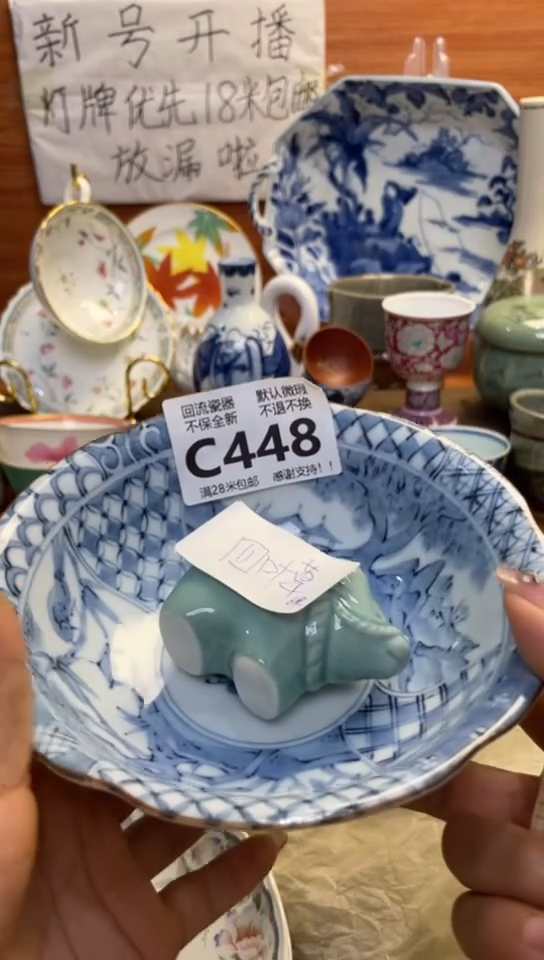 新号开播
灯牌优先18米包邮
放漏啦
回流瓷器 默认微瑕
不保全新 不退不换
C448
满28米包邮 感谢支持！！